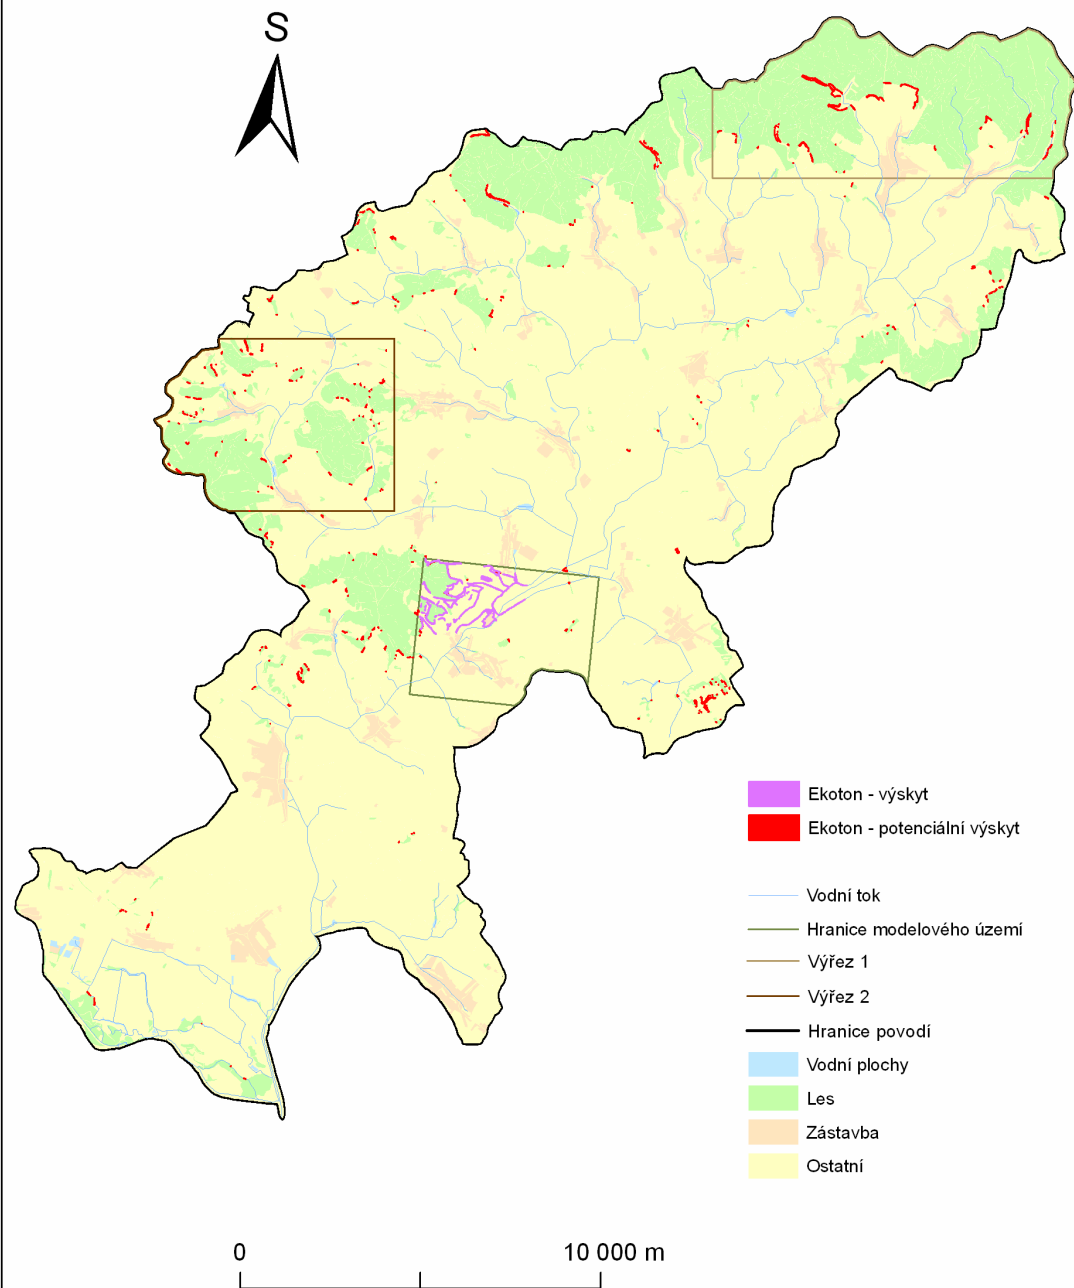 S
Ekoton - výskyt
Ekoton - potenciální výskyt
Vodní tok
Hranice modelového území
Výřez 1
Výřez 2
Hranice povodí
Vodní plochy
Les
Zástavba
Ostatní
0 10 000 m